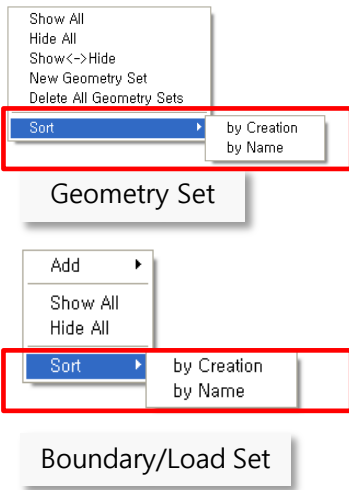 Show All
Hide All
Show<->Hide
New Geometry Set
Delete All Geometry Sets
Sort
by Creation
by Name
Geometry Set
Add
Show All
Hide All
Sort
by Creation
by Name
Boundary/Load Set